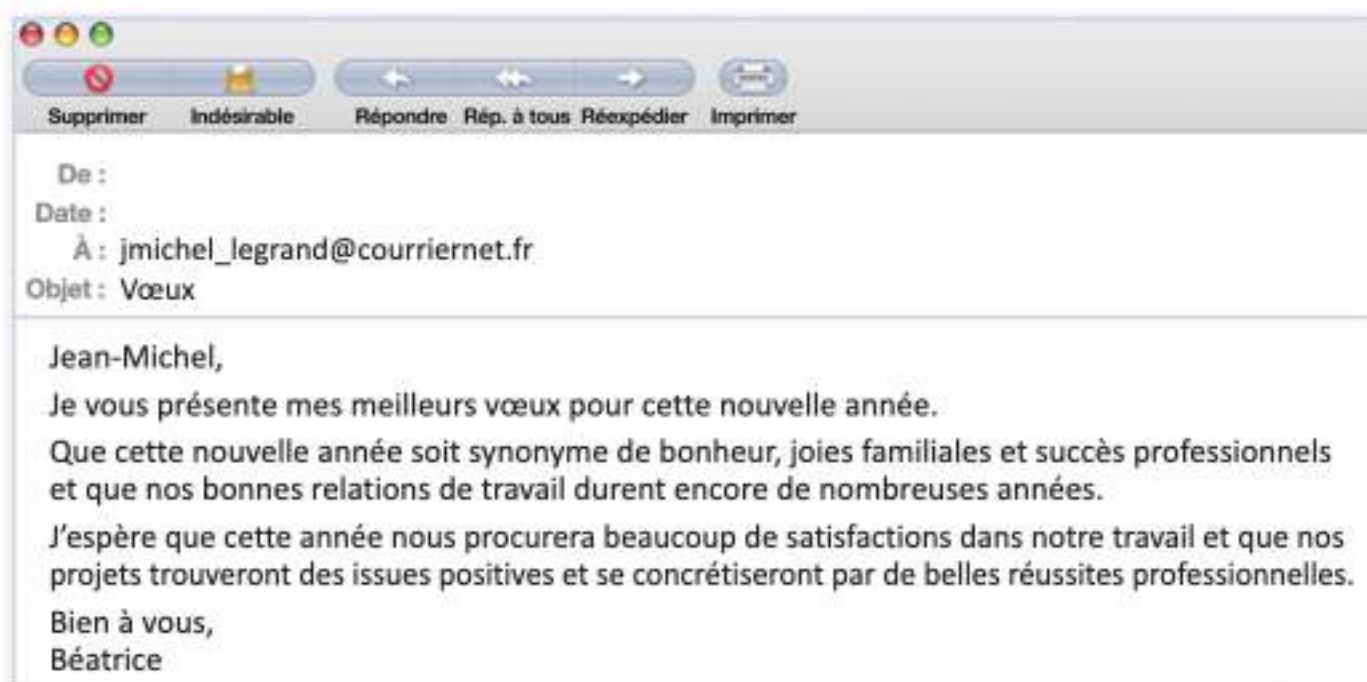 Supprimer Indésirable Répondre Rép. à tous Réexpédier Imprimer
De :
Date :
À : jmichel_legrand@courriernet.fr
Objet : Vœux
Jean-Michel,
Je vous présente mes meilleurs vœux pour cette nouvelle année.
Que cette nouvelle année soit synonyme de bonheur, joies familiales et succès professionnels
et que nos bonnes relations de travail durent encore de nombreuses années.
J'espère que cette année nous procurera beaucoup de satisfactions dans notre travail et que nos
projets trouveront des issues positives et se concrétiseront par de belles réussites professionnelles.
Bien à vous,
Béatrice